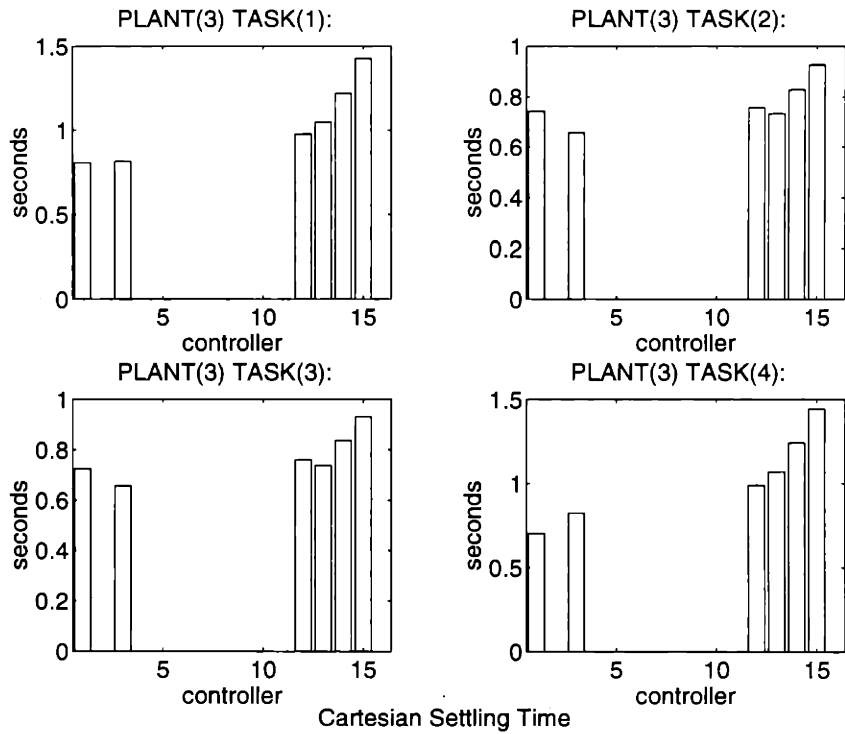 PLANT(3) TASK(1):
1.5
1
0.5
0
seconds
5
10
15
controller
PLANT(3) TASK(2):
1
0.8
0.6
0.4
0.2
0
seconds
5
10
15
controller
PLANT(3) TASK(3):
1
0.8
0.6
0.4
0.2
0
seconds
5
10
15
controller
PLANT(3) TASK(4):
1.5
1
0.5
0
seconds
5
10
15
controller
Cartesian Settling Time